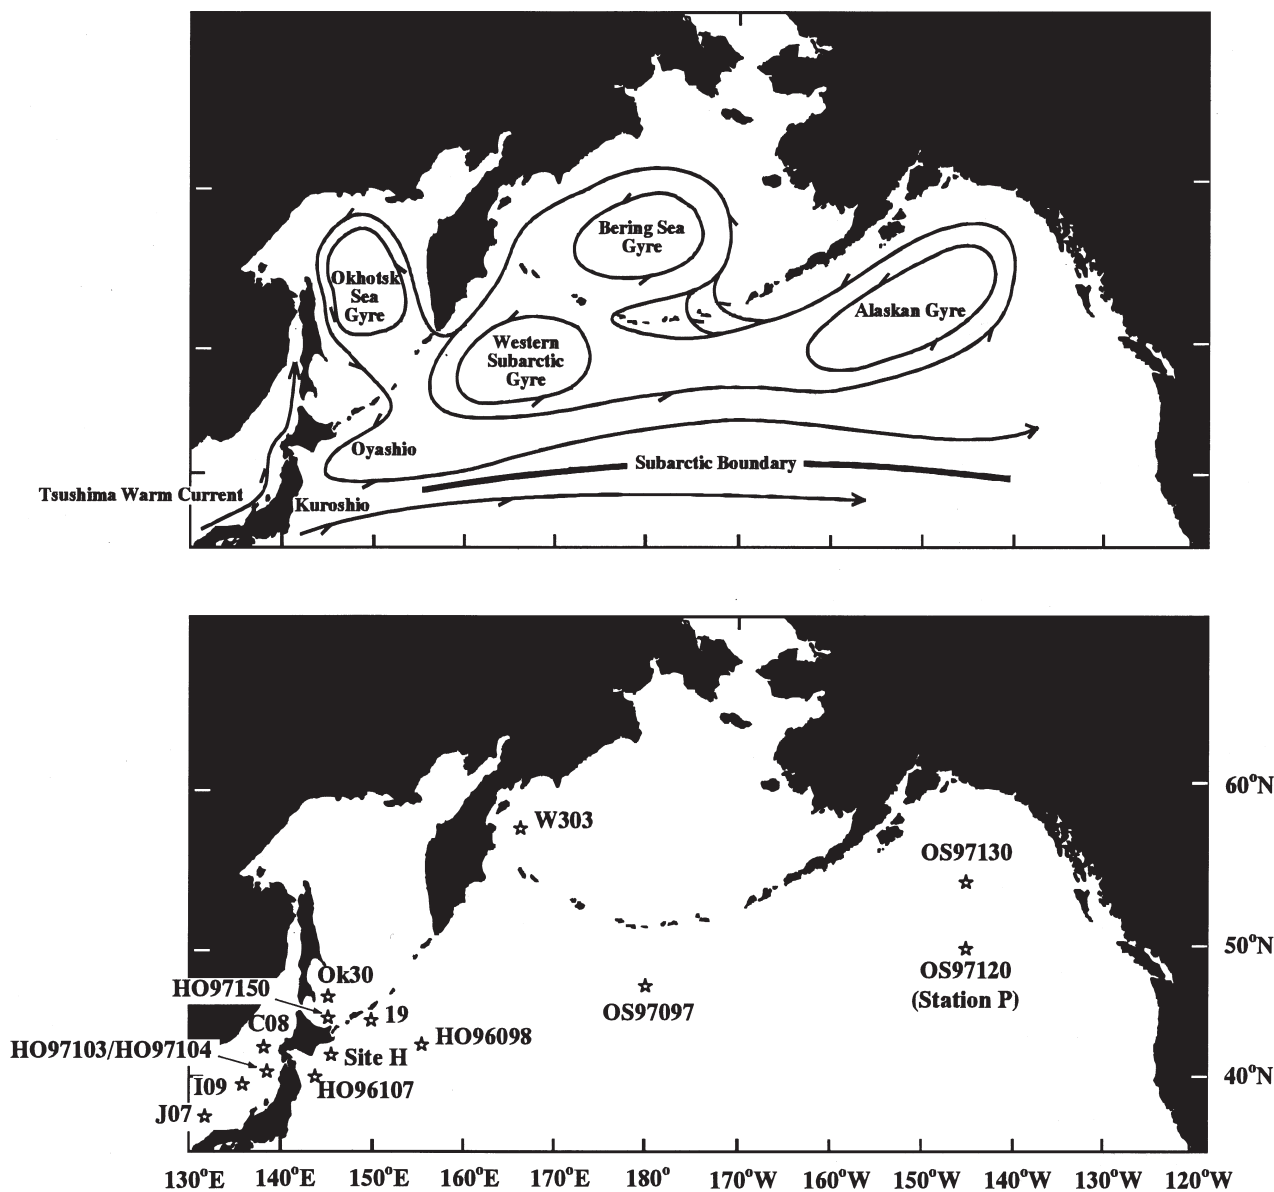 Bering Sea
Gyre
Okhotsk
Sea
Gyre
Alaskan Gyre
Western
Subarctic
Gyre
Oyashio
Subarctic Boundary
Tsushima Warm Current
Kuroshio
60°N
W303
OS97130
50°N
Ok30
OS97120
(Station P)
HO97150
OS97097
19
C08
HO96098
HO97103/HO97104
Site H
40°N
I09
HO96107
J07
130°E 140°E 150°E 160°E 170°E 180° 170°W 160°W 150°W 140°W 130°W 120°W